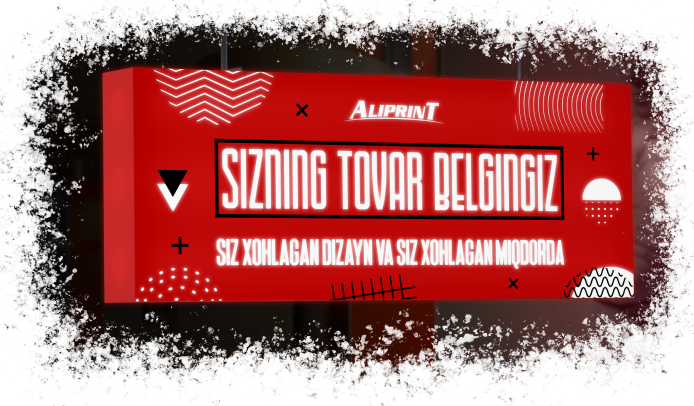 ALIPRINT
SIZNING TOVAR BELGINGIZ
SIZ XOHLAGAN DIZAYN VA SIZ XOHLAGAN MIQDORDA